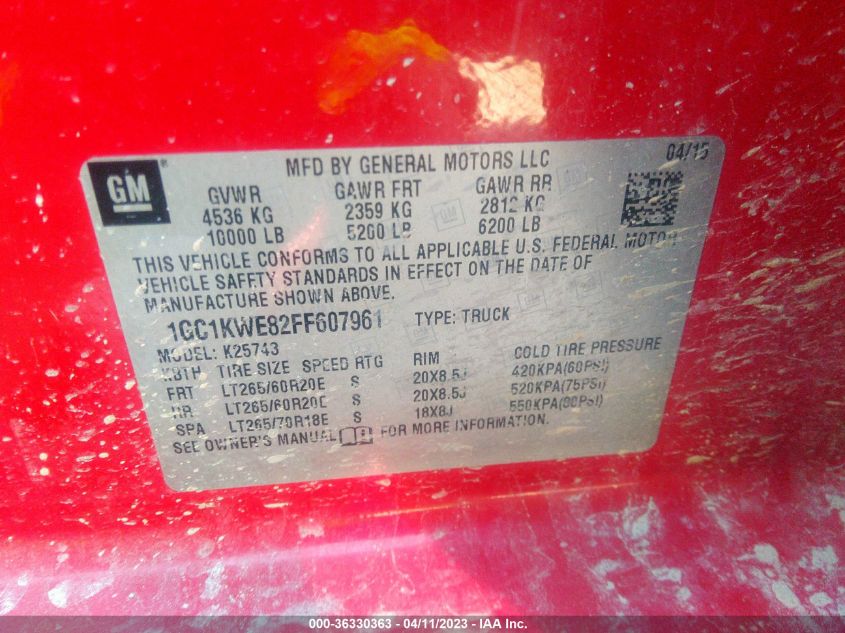 GM
MFD BY GENERAL MOTORS LLC 04/15
GVWR GAWR FRT GAWR RR
4536 KG 2359 KG 2812 KG
10000 LB 5200 LB 6200 LB
THIS VEHICLE CONFORMS TO ALL APPLICABLE U.S. FEDERAL MOTOR
VEHICLE SAFETY STANDARDS IN EFFECT ON THE DATE OF
MANUFACTURE SHOWN ABOVE.
1GC1KWE82FF607961 TYPE: TRUCK
MODEL: K25743
TIRE SIZE SPEED RTG RIM COLD TIRE PRESSURE
FRT LT265/60R20E S 20X8.5J 420KPA(60PSI)
RR LT265/60R20E S 20X8.5J 520KPA(75PSI)
SPA LT265/70R18E S 18X8J 550KPA(80PSI)
SEE OWNER'S MANUAL FOR MORE INFORMATION.
000-36330363 - 04/11/2023 - IAA Inc.